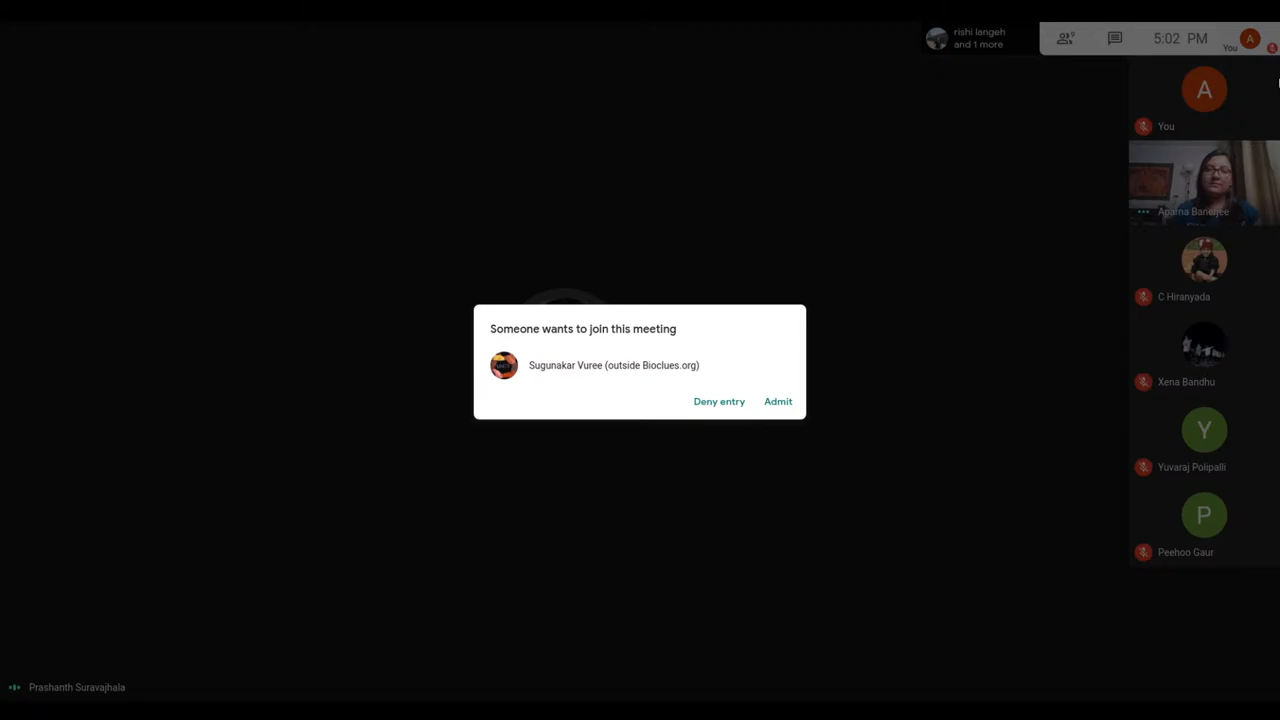 rishi langeh
and 1 more
9
5:02 PM
You
A
A
You
Aparna Banerjee
C Hiranyada
Xena Bandhu
Y
Yuvaraj Polipalli
P
Peehoo Gaur
Someone wants to join this meeting
Sugunakar Vuree (outside Bioclues.org)
Deny entry
Admit
Prashanth Suravajhala